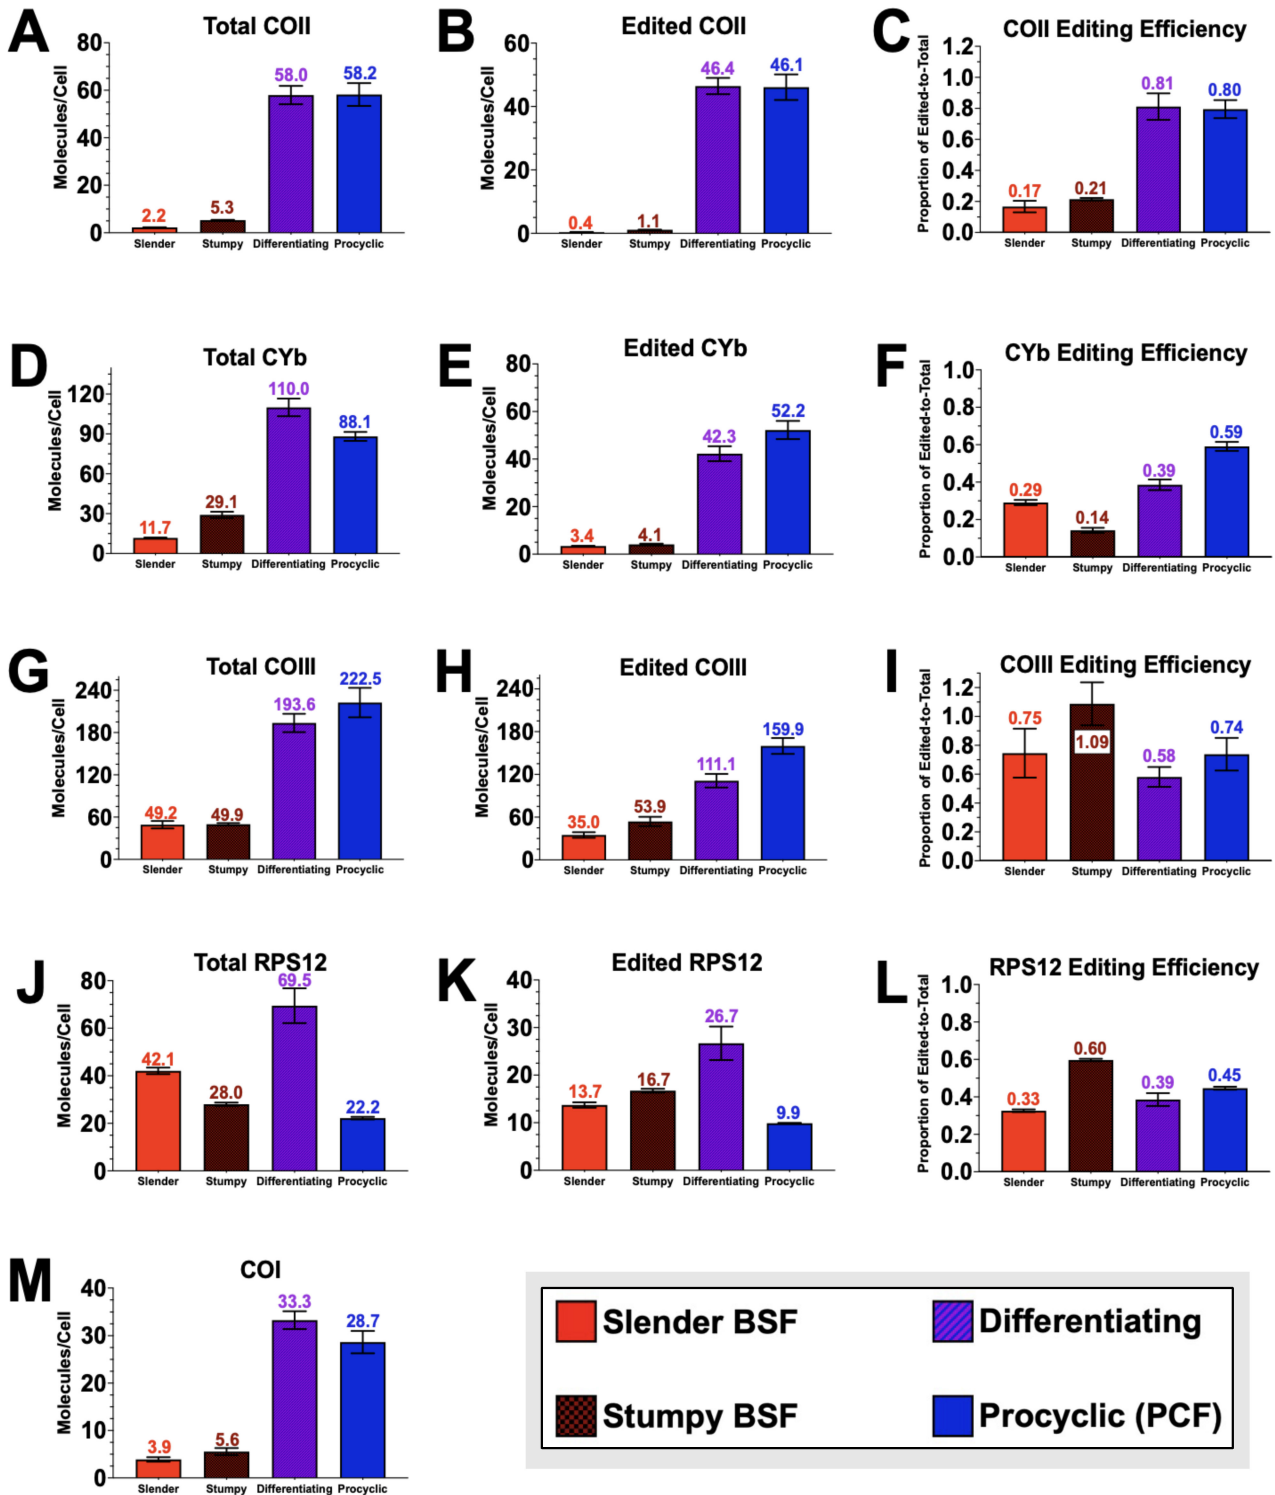 A
Total COII
Molecules/Cell
80
60
40
20
0
2.2
5.3
58.0
58.2
Slender Stumpy Differentiating Procyclic
B
Edited COII
Molecules/Cell
60
40
20
0
0.4
1.1
46.4
46.1
Slender Stumpy Differentiating Procyclic
C
COII Editing Efficiency
Proportion of Edited-to-Total
1.2
1.0
0.8
0.6
0.4
0.2
0.0
0.17
0.21
0.81
0.80
Slender Stumpy Differentiating Procyclic
D
Total CYb
Molecules/Cell
120
90
60
30
0
11.7
29.1
110.0
88.1
Slender Stumpy Differentiating Procyclic
E
Edited CYb
Molecules/Cell
80
60
40
20
0
3.4
4.1
42.3
52.2
Slender Stumpy Differentiating Procyclic
F
CYb Editing Efficiency
Proportion of Edited-to-Total
1.0
0.8
0.6
0.4
0.2
0.0
0.29
0.14
0.39
0.59
Slender Stumpy Differentiating Procyclic
G
Total COIII
Molecules/Cell
240
180
120
60
0
49.2
49.9
193.6
222.5
Slender Stumpy Differentiating Procyclic
H
Edited COIII
Molecules/Cell
240
180
120
60
0
35.0
53.9
111.1
159.9
Slender Stumpy Differentiating Procyclic
I
COIII Editing Efficiency
Proportion of Edited-to-Total
1.2
1.0
0.8
0.6
0.4
0.2
0.0
0.75
1.09
0.58
0.74
Slender Stumpy Differentiating Procyclic
J
Total RPS12
Molecules/Cell
80
60
40
20
0
42.1
28.0
69.5
22.2
Slender Stumpy Differentiating Procyclic
K
Edited RPS12
Molecules/Cell
40
30
20
10
0
13.7
16.7
26.7
9.9
Slender Stumpy Differentiating Procyclic
L
RPS12 Editing Efficiency
Proportion of Edited-to-Total
1.0
0.8
0.6
0.4
0.2
0.0
0.33
0.60
0.39
0.45
Slender Stumpy Differentiating Procyclic
M
COI
Molecules/Cell
40
30
20
10
0
3.9
5.6
33.3
28.7
Slender Stumpy Differentiating Procyclic
Slender BSF
Differentiating
Stumpy BSF
Procyclic (PCF)